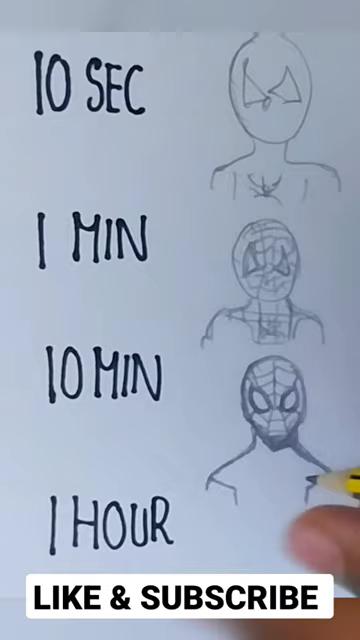 10 SEC
1 MIN
10 MIN
1 HOUR
LIKE & SUBSCRIBE